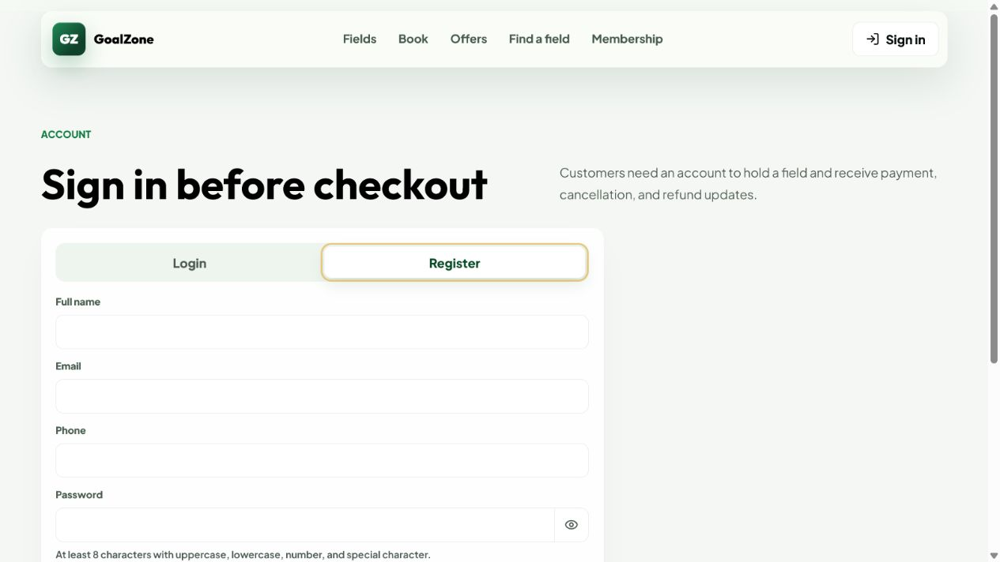 GZ GoalZone
Fields Book Offers Find a field Membership
Sign in
ACCOUNT
Sign in before checkout
Customers need an account to hold a field and receive payment,
cancellation, and refund updates.
Login Register
Full name
Email
Phone
Password
At least 8 characters with uppercase, lowercase, number, and special character.